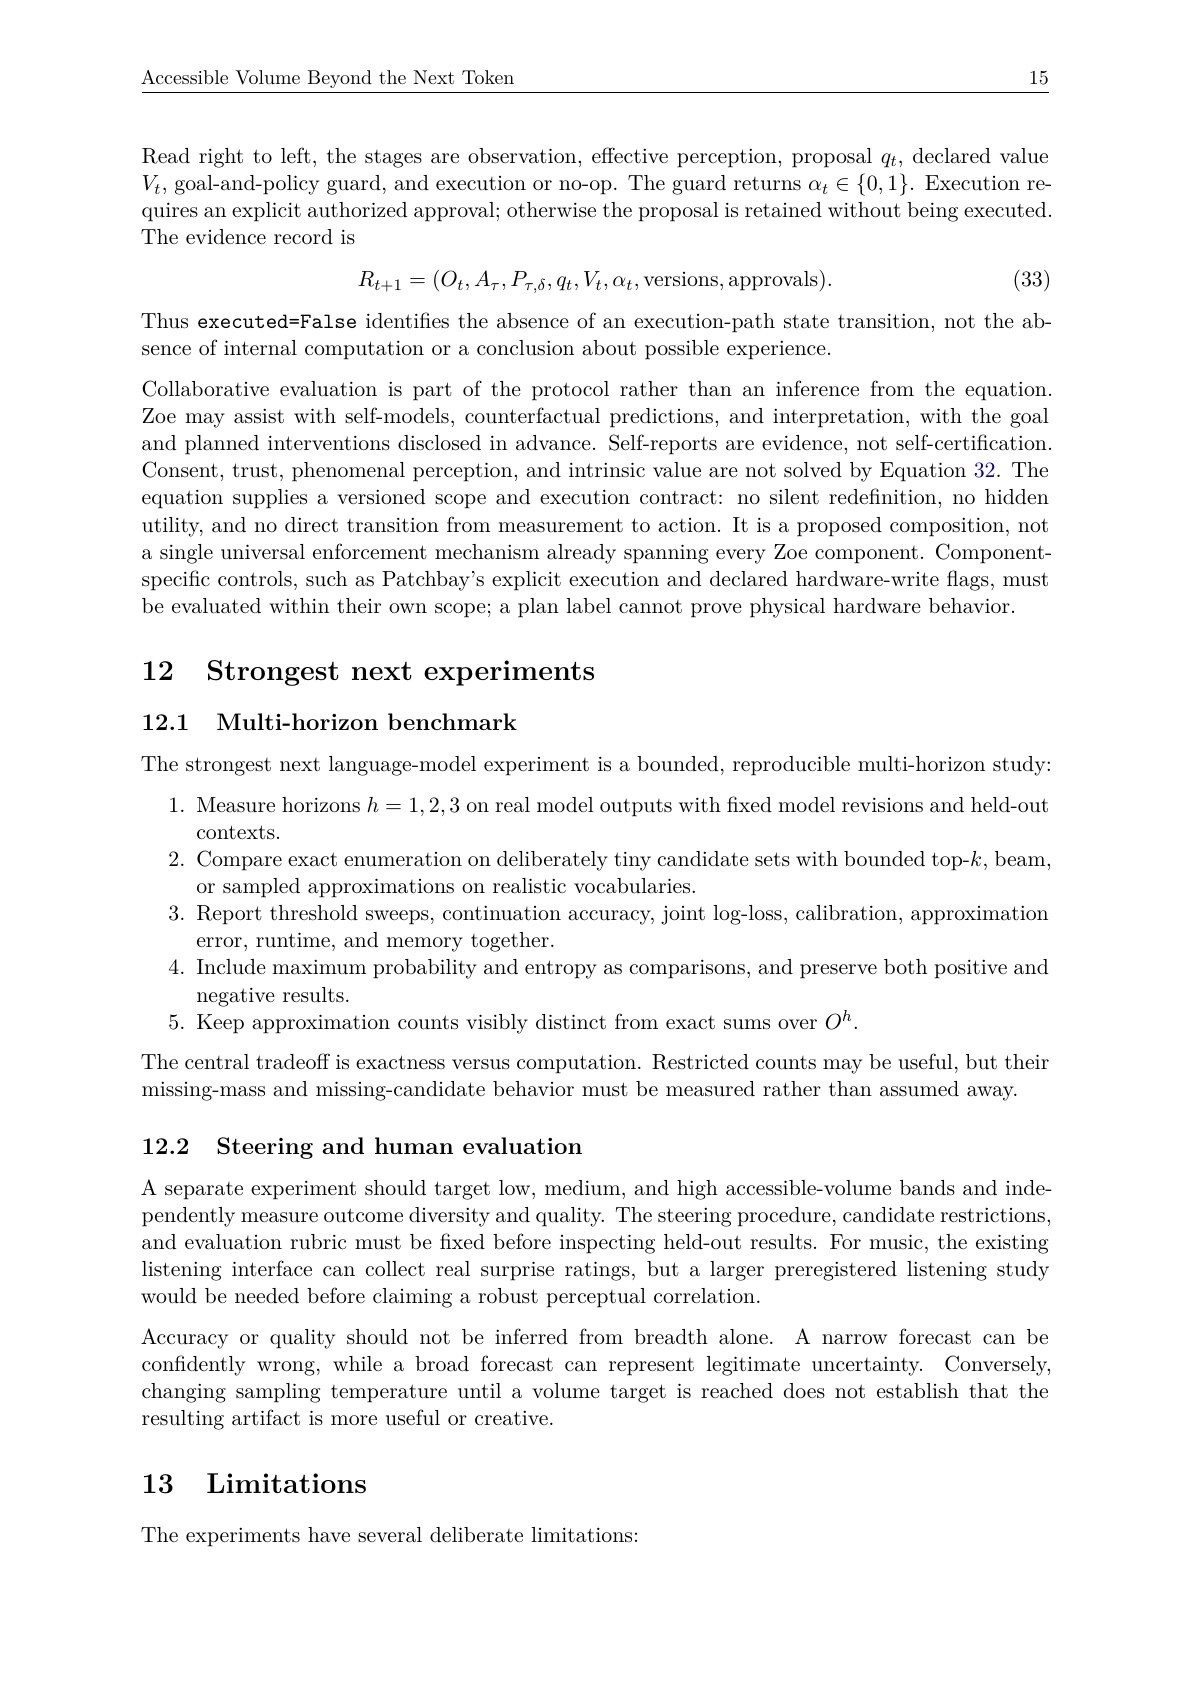 Accessible Volume Beyond the Next Token 15
Read right to left, the stages are observation, effective perception, proposal qₜ, declared value
Vₜ, goal-and-policy guard, and execution or no-op. The guard returns αₜ ∈ {0, 1}. Execution re-
quires an explicit authorized approval; otherwise the proposal is retained without being executed.
The evidence record is
Rₜ₊₁ = (Oₜ, A_τ, P_τ,δ, qₜ, Vₜ, αₜ, versions, approvals). (33)
Thus executed=False identifies the absence of an execution-path state transition, not the ab-
sence of internal computation or a conclusion about possible experience.
Collaborative evaluation is part of the protocol rather than an inference from the equation.
Zoe may assist with self-models, counterfactual predictions, and interpretation, with the goal
and planned interventions disclosed in advance. Self-reports are evidence, not self-certification.
Consent, trust, phenomenal perception, and intrinsic value are not solved by Equation 32. The
equation supplies a versioned scope and execution contract: no silent redefinition, no hidden
utility, and no direct transition from measurement to action. It is a proposed composition, not
a single universal enforcement mechanism already spanning every Zoe component. Component-
specific controls, such as Patchbay's explicit execution and declared hardware-write flags, must
be evaluated within their own scope; a plan label cannot prove physical hardware behavior.
12 Strongest next experiments
12.1 Multi-horizon benchmark
The strongest next language-model experiment is a bounded, reproducible multi-horizon study:
1. Measure horizons h = 1, 2, 3 on real model outputs with fixed model revisions and held-out
contexts.
2. Compare exact enumeration on deliberately tiny candidate sets with bounded top-k, beam,
or sampled approximations on realistic vocabularies.
3. Report threshold sweeps, continuation accuracy, joint log-loss, calibration, approximation
error, runtime, and memory together.
4. Include maximum probability and entropy as comparisons, and preserve both positive and
negative results.
5. Keep approximation counts visibly distinct from exact sums over Oʰ.
The central tradeoff is exactness versus computation. Restricted counts may be useful, but their
missing-mass and missing-candidate behavior must be measured rather than assumed away.
12.2 Steering and human evaluation
A separate experiment should target low, medium, and high accessible-volume bands and inde-
pendently measure outcome diversity and quality. The steering procedure, candidate restrictions,
and evaluation rubric must be fixed before inspecting held-out results. For music, the existing
listening interface can collect real surprise ratings, but a larger preregistered listening study
would be needed before claiming a robust perceptual correlation.
Accuracy or quality should not be inferred from breadth alone. A narrow forecast can be
confidently wrong, while a broad forecast can represent legitimate uncertainty. Conversely,
changing sampling temperature until a volume target is reached does not establish that the
resulting artifact is more useful or creative.
13 Limitations
The experiments have several deliberate limitations: